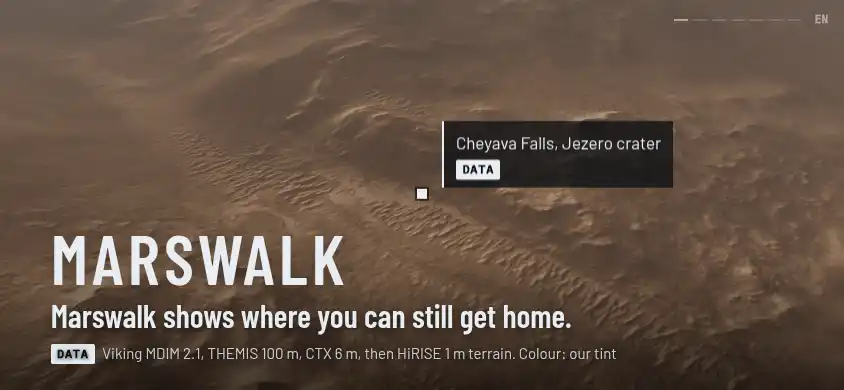 EN
Cheyava Falls, Jezero crater
DATA
MARSWALK
Marswalk shows where you can still get home.
DATA Viking MDIM 2.1, THEMIS 100 m, CTX 6 m, then HiRISE 1 m terrain. Colour: our tint